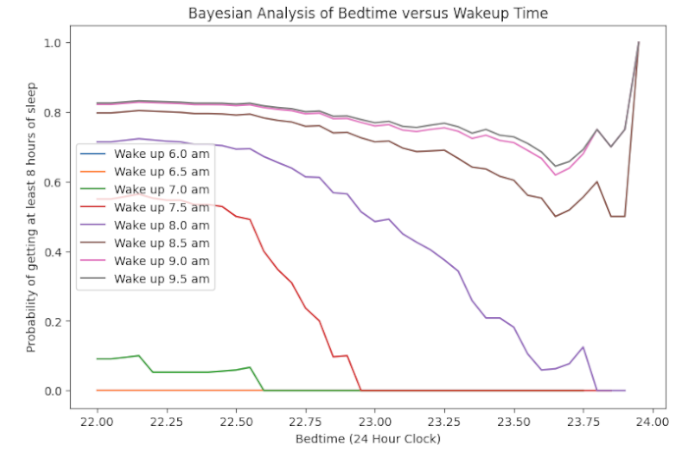 Bayesian Analysis of Bedtime versus Wakeup Time
Probability of getting at least 8 hours of sleep
1.0
0.8
0.6
0.4
0.2
0.0
Wake up 6.0 am
Wake up 6.5 am
Wake up 7.0 am
Wake up 7.5 am
Wake up 8.0 am
Wake up 8.5 am
Wake up 9.0 am
Wake up 9.5 am
22.00 22.25 22.50 22.75 23.00 23.25 23.50 23.75 24.00
Bedtime (24 Hour Clock)